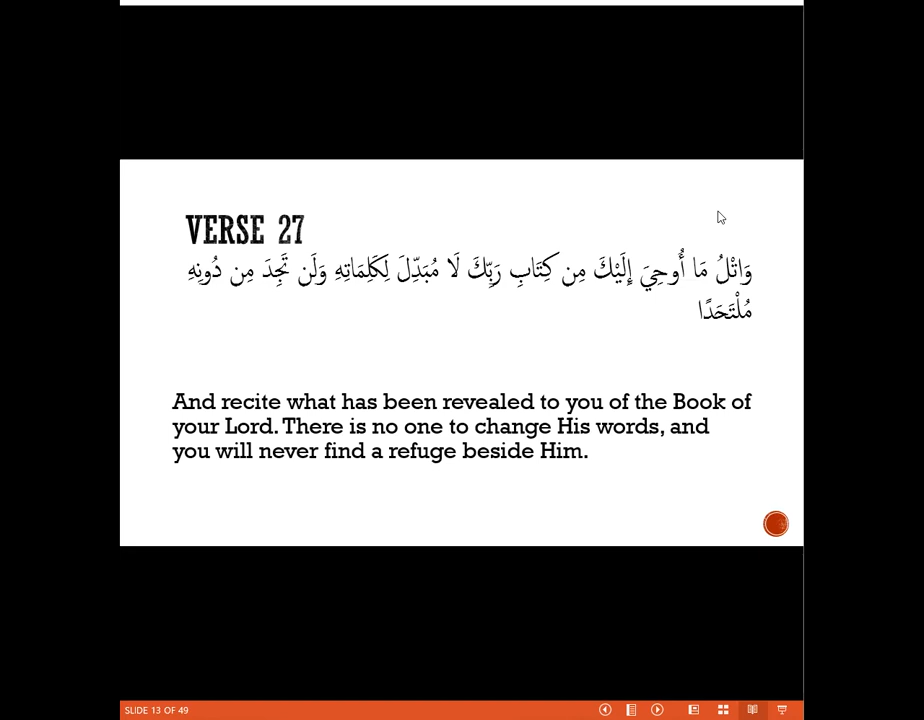 VERSE 27
وَاتْلُ مَا أُوحِيَ إِلَيْكَ مِن كِتَابِ رَبِّكَ لَا مُبَدِّلَ لِكَلِمَاتِهِ وَلَن تَجِدَ مِن دُونِهِ
مُلْتَحَدًا
And recite what has been revealed to you of the Book of
your Lord. There is no one to change His words, and
you will never find a refuge beside Him.
SLIDE 13 OF 49